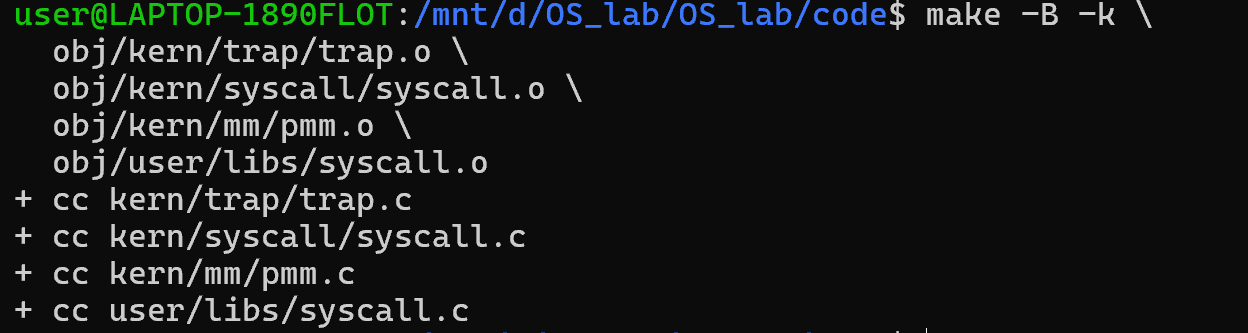 user@LAPTOP-1890FLOT:/mnt/d/OS_lab/OS_lab/code$ make -B -k \
  obj/kern/trap/trap.o \
  obj/kern/syscall/syscall.o \
  obj/kern/mm/pmm.o \
  obj/user/libs/syscall.o
+ cc kern/trap/trap.c
+ cc kern/syscall/syscall.c
+ cc kern/mm/pmm.c
+ cc user/libs/syscall.c